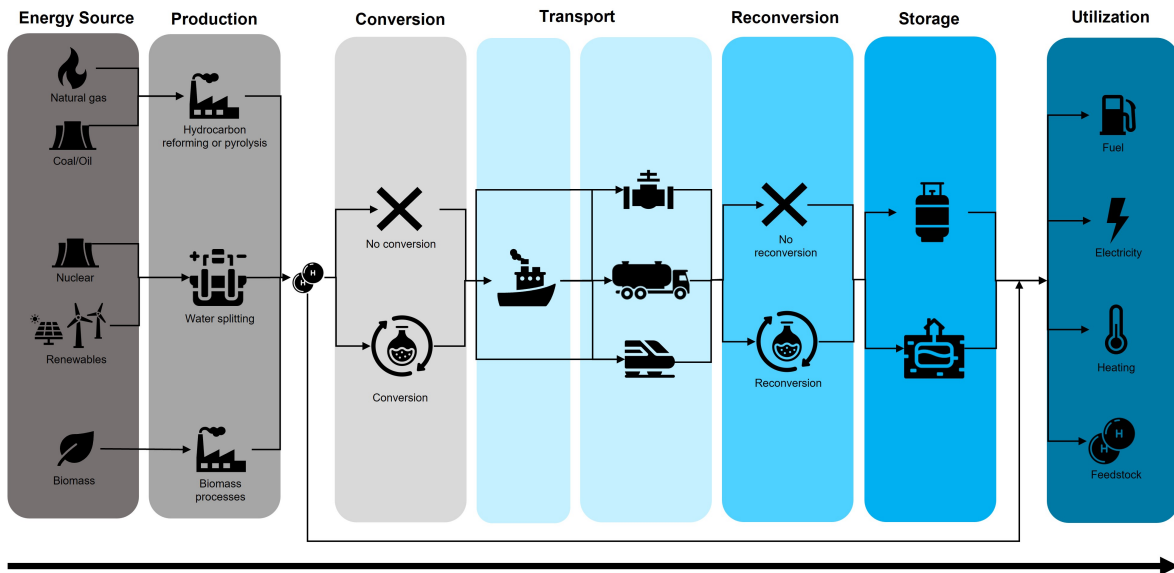 Energy Source
Production
Conversion
Transport
Reconversion
Storage
Utilization
Natural gas
Coal/Oil
Nuclear
Renewables
Biomass
Hydrocarbon
reforming or pyrolysis
Water splitting
Biomass
processes
H
H
No conversion
Conversion
No
reconversion
Reconversion
Fuel
Electricity
Heating
H
H
Feedstock